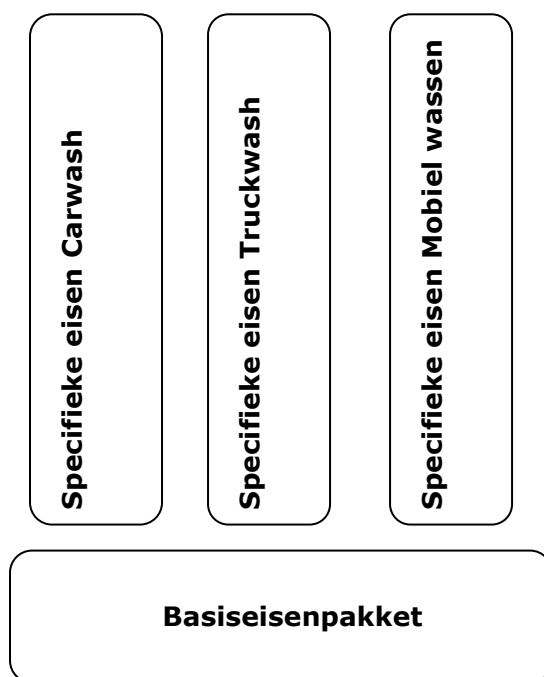 Specifieke eisen Carwash
Specifieke eisen Truckwash
Specifieke eisen Mobiel wassen
Basiseisenpakket